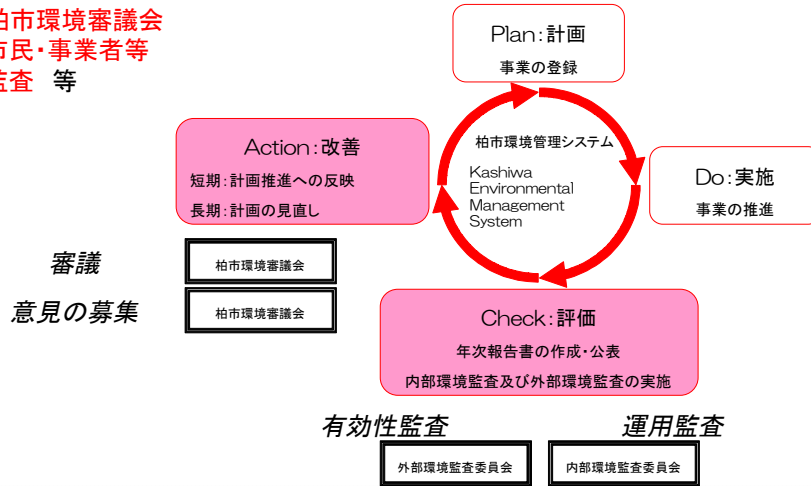 柏市環境審議会
市民・事業者等
監査 等
Plan:計画
事業の登録
Action:改善
短期:計画推進への反映
長期:計画の見直し
柏市環境管理システム
Kashiwa
Environmental
Management
System
Do:実施
事業の推進
審議
柏市環境審議会
意見の募集
柏市環境審議会
Check:評価
年次報告書の作成・公表
内部環境監査及び外部環境監査の実施
有効性監査
運用監査
外部環境監査委員会
内部環境監査委員会